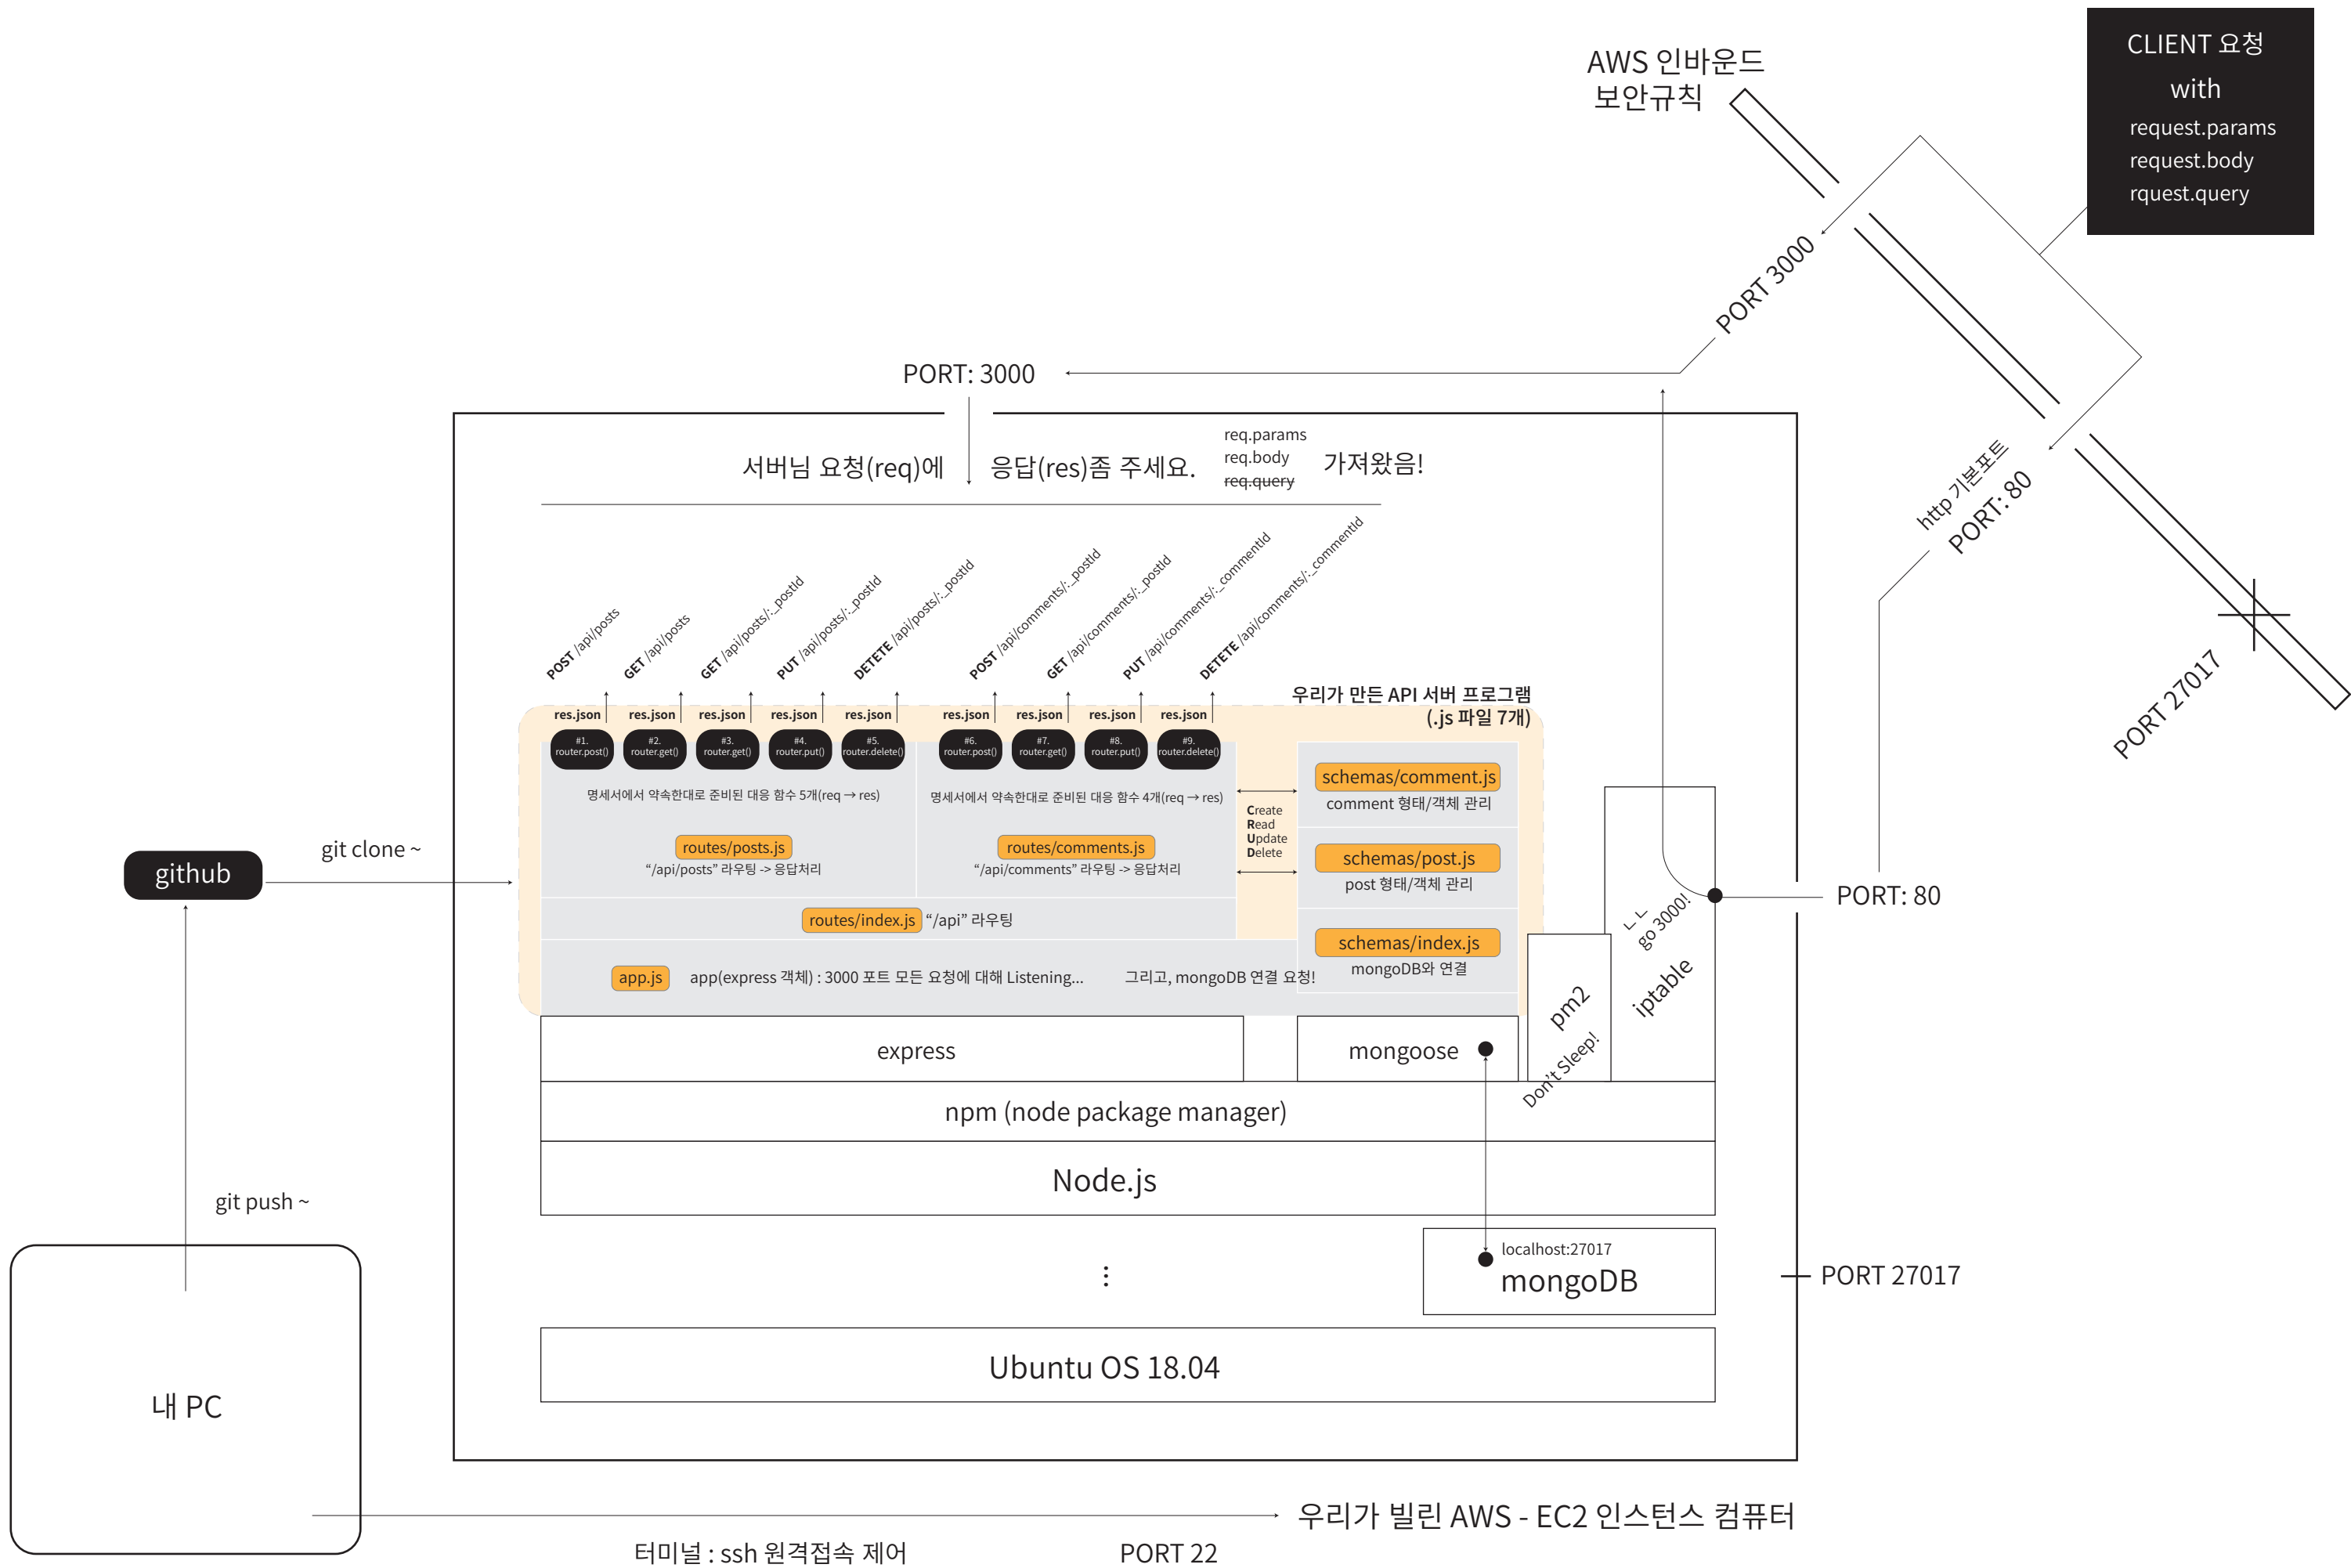 CLIENT 요청
with
request.params
request.body
rquest.query
AWS 인바운드
보안규칙
PORT 3000
http 기본포트
PORT: 80
PORT 27017
PORT: 3000
서버님 요청(req)에
응답(res)좀 주세요.
req.params
req.body
req.query
가져왔음!
POST /api/posts
GET /api/posts
GET /api/posts/:_postId
PUT /api/posts/:_postId
DETETE /api/posts/:_postId
POST /api/comments/:_postId
GET /api/comments/:_postId
PUT /api/comments/:_commentId
DETETE /api/comments/:_commentId
우리가 만든 API 서버 프로그램
(.js 파일 7개)
res.json
res.json
res.json
res.json
res.json
res.json
res.json
res.json
res.json
#1.
router.post()
#2.
router.get()
#3.
router.get()
#4.
router.put()
#5.
router.delete()
#6.
router.post()
#7.
router.get()
#8.
router.put()
#9.
router.delete()
명세서에서 약속한대로 준비된 대응 함수 5개(req → res)
명세서에서 약속한대로 준비된 대응 함수 4개(req → res)
routes/posts.js
“/api/posts” 라우팅 -> 응답처리
routes/comments.js
“/api/comments” 라우팅 -> 응답처리
Create
Read
Update
Delete
schemas/comment.js
comment 형태/객체 관리
schemas/post.js
post 형태/객체 관리
schemas/index.js
mongoDB와 연결
routes/index.js “/api” 라우팅
app.js
app(express 객체) : 3000 포트 모든 요청에 대해 Listening...
그리고, mongoDB 연결 요청!
ㄴㄴ
go 3000!
iptable
pm2
Don't Sleep!
PORT: 80
express
mongoose
npm (node package manager)
Node.js
localhost:27017
mongoDB
PORT 27017
Ubuntu OS 18.04
github
git clone ~
git push ~
내 PC
우리가 빌린 AWS - EC2 인스턴스 컴퓨터
터미널 : ssh 원격접속 제어
PORT 22